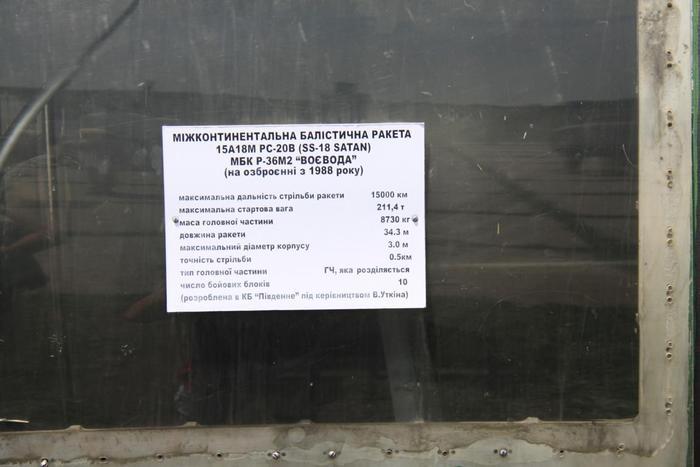 МІЖКОНТИНЕНТАЛЬНА БАЛІСТИЧНА РАКЕТА
15А18М РС-20В (SS-18 SATAN)
МБК Р-36М2 “ВОЄВОДА”
(на озброєнні з 1988 року)
максимальна дальність стрільби ракети 15000 км
максимальна стартова вага 211,4 т
маса головної частини 8730 кг
довжина ракети 34.3 м
максимальний діаметр корпусу 3.0 м
точність стрільби 0.5км
тип головної частини ГЧ, яка розділяється
число бойових блоків 10
(розроблена в КБ “Південне” під керівництвом В.Уткіна)